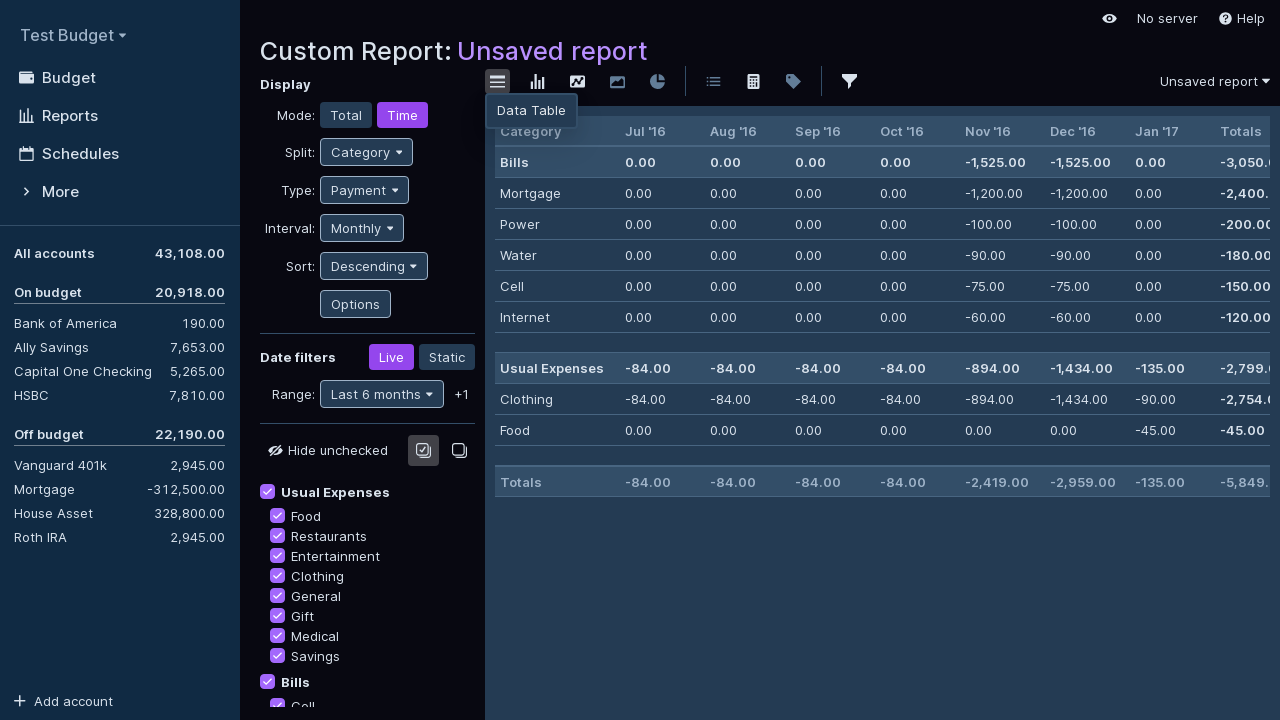 Test Budget
Budget
Reports
Schedules
More
All accounts 43,108.00
On budget 20,918.00
Bank of America 190.00
Ally Savings 7,653.00
Capital One Checking 5,265.00
HSBC 7,810.00
Off budget 22,190.00
Vanguard 401k 2,945.00
Mortgage -312,500.00
House Asset 328,800.00
Roth IRA 2,945.00
Add account
No server Help
Custom Report: Unsaved report
Display
Mode: Total Time
Split: Category
Type: Payment
Interval: Monthly
Sort: Descending
Options
Date filters Live Static
Range: Last 6 months +1
Hide unchecked
Usual Expenses
Food
Restaurants
Entertainment
Clothing
General
Gift
Medical
Savings
Bills
Cell
Unsaved report
Data Table
Category Jul '16 Aug '16 Sep '16 Oct '16 Nov '16 Dec '16 Jan '17 Totals
Bills 0.00 0.00 0.00 0.00 -1,525.00 -1,525.00 0.00 -3,050.
Mortgage 0.00 0.00 0.00 0.00 -1,200.00 -1,200.00 0.00 -2,400.
Power 0.00 0.00 0.00 0.00 -100.00 -100.00 0.00 -200.00
Water 0.00 0.00 0.00 0.00 -90.00 -90.00 0.00 -180.00
Cell 0.00 0.00 0.00 0.00 -75.00 -75.00 0.00 -150.00
Internet 0.00 0.00 0.00 0.00 -60.00 -60.00 0.00 -120.00
Usual Expenses -84.00 -84.00 -84.00 -84.00 -894.00 -1,434.00 -135.00 -2,799.
Clothing -84.00 -84.00 -84.00 -84.00 -894.00 -1,434.00 -90.00 -2,754.
Food 0.00 0.00 0.00 0.00 0.00 0.00 -45.00 -45.00
Totals -84.00 -84.00 -84.00 -84.00 -2,419.00 -2,959.00 -135.00 -5,849.